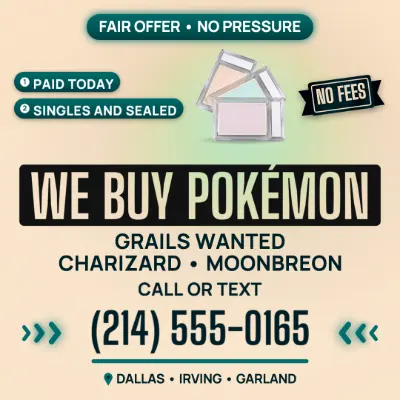 FAIR OFFER • NO PRESSURE
1 PAID TODAY
2 SINGLES AND SEALED
NO FEES
WE BUY POKÉMON
GRAILS WANTED
CHARIZARD • MOONBREON
CALL OR TEXT
(214) 555-0165
DALLAS • IRVING • GARLAND